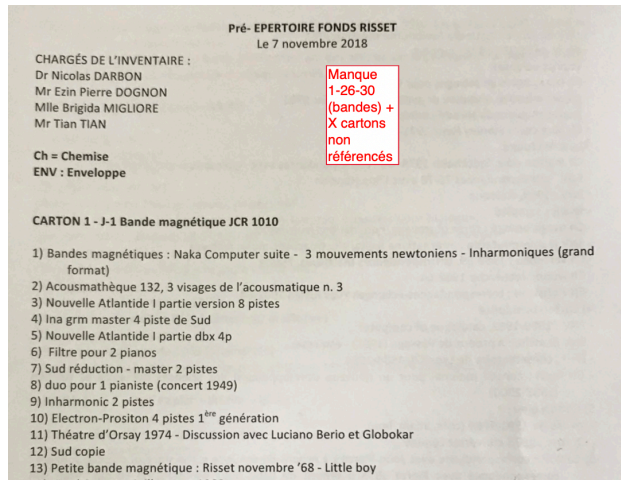 Pré- EPERTOIRE FONDS RISSET
Le 7 novembre 2018
CHARGÉS DE L'INVENTAIRE :
Dr Nicolas DARBON
Mr Ezin Pierre DOGNON
Mlle Brigida MIGLIORE
Mr Tian TIAN
Manque
1-26-30
(bandes) +
X cartons
non
référencés
Ch = Chemise
ENV : Enveloppe
CARTON 1 - J-1 Bande magnétique JCR 1010
1) Bandes magnétiques : Naka Computer suite - 3 mouvements newtoniens - Inharmoniques (grand
format)
2) Acousmathèque 132, 3 visages de l'acousmatique n. 3
3) Nouvelle Atlantide I partie version 8 pistes
4) Ina grm master 4 piste de Sud
5) Nouvelle Atlantide I partie dbx 4p
6) Filtre pour 2 pianos
7) Sud réduction - master 2 pistes
8) duo pour 1 pianiste (concert 1949)
9) Inharmonic 2 pistes
10) Electron-Prositon 4 pistes 1ère génération
11) Théatre d'Orsay 1974 - Discussion avec Luciano Berio et Globokar
12) Sud copie
13) Petite bande magnétique : Risset novembre '68 - Little boy